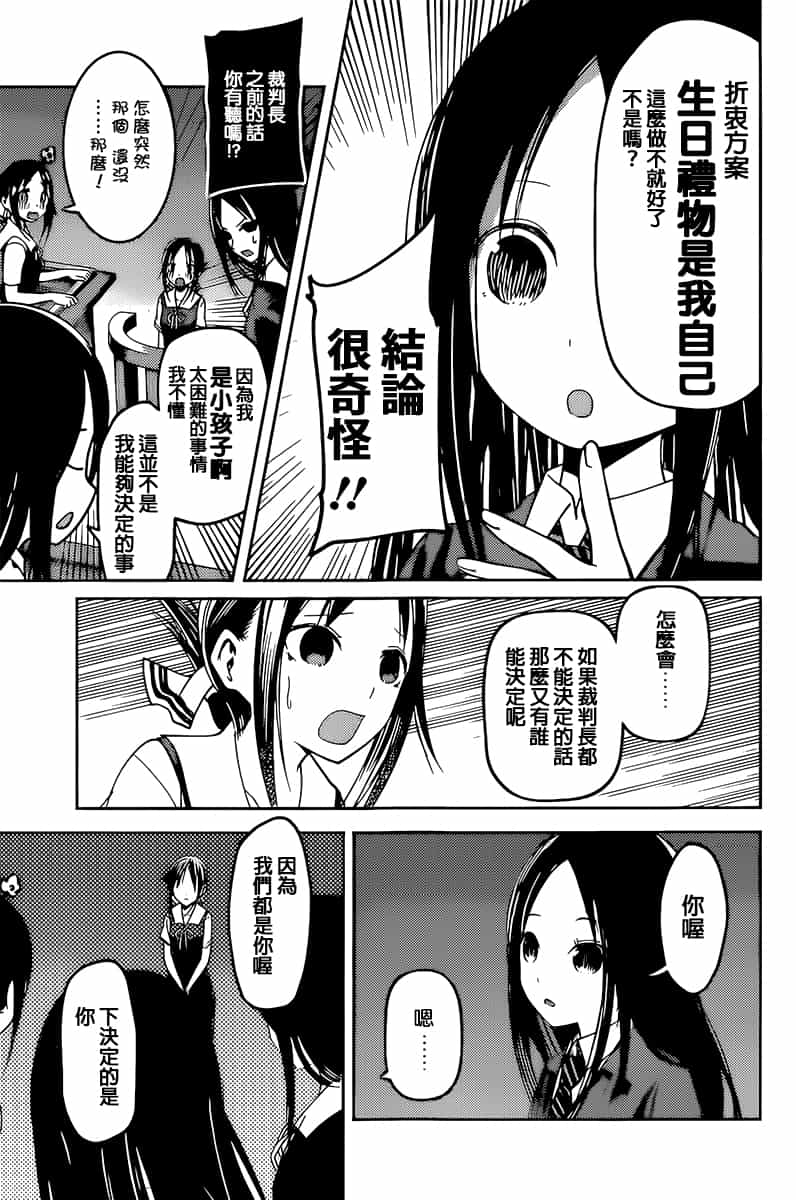 折衷方案
生日禮物是我自己
這麼做不就好了
不是嗎？
結論
很奇怪!!
裁判長
之前的話
你有聽嗎!?
怎麼突然
那個 還沒
……那麼！
因為我
是小孩子啊
太困難的事情
我不懂
這並不是
我能夠決定的事
怎麼會……
如果裁判長都
不能決定的話
那麼又有誰
能決定呢
你喔
嗯……
因為
我們都是你喔
下決定的是
你